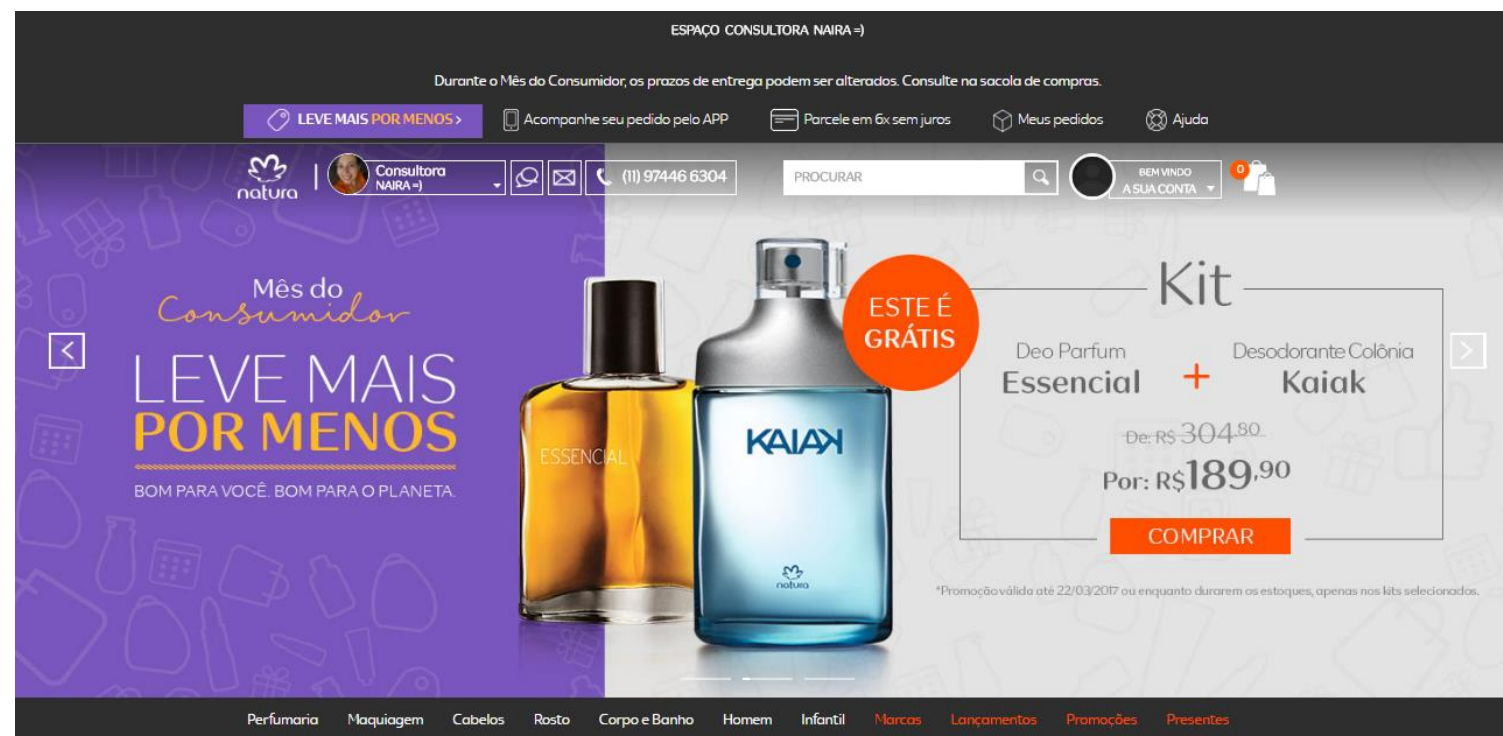 ESPAÇO CONSULTORA NAIRA =)
Durante o Mês do Consumidor, os prazos de entrega podem ser alterados. Consulte na sacola de compras.
LEVE MAIS POR MENOS >
Acompanhe seu pedido pelo APP
Parcele em 6x sem juros
Meus pedidos
Ajuda
natura
Consultora
NAIRA =)
(11) 97446 6304
PROCURAR
BEM VINDO
A SUA CONTA
0
Mês do
Consumidor
LEVE MAIS
POR MENOS
BOM PARA VOCÊ. BOM PARA O PLANETA.
ESSENCIAL
KAIAK
natura
ESTE É
GRÁTIS
Kit
Deo Parfum
Essencial
+
Desodorante Colônia
Kaiak
De: R$ 304,80
Por: R$189,90
COMPRAR
*Promoção válida até 22/03/2017 ou enquanto durarem os estoques, apenas nos kits selecionados.
Perfumaria Maquiagem Cabelos Rosto Corpo e Banho Homem Infantil Marcas Lançamentos Promoções Presentes